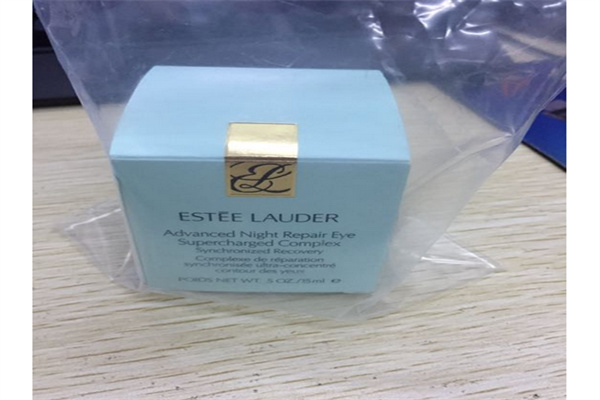 EL
ESTĒE LAUDER
Advanced Night Repair Eye
Supercharged Complex
Synchronized Recovery
Complexe de réparation
synchronisée ultra-concentré
contour des yeux
POIDS NET WT. .5 OZ./15ml ℮